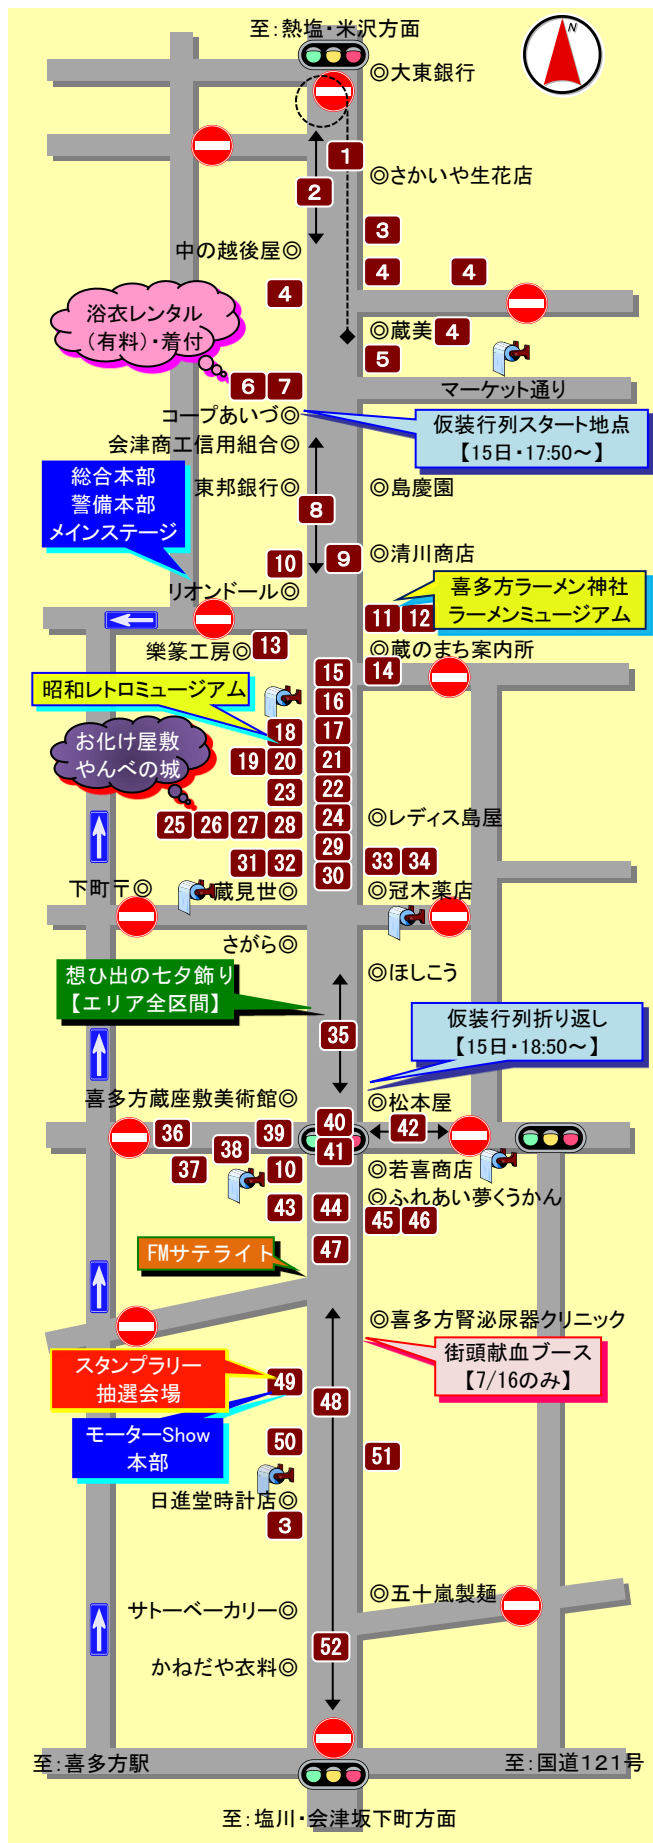 至:熱塩・米沢方面
N
◎大東銀行
1
◎さかいや生花店
2
3
中の越後屋◎
4
4
4
浴衣レンタル
（有料）・着付
◎蔵美
4
5
6
7
マーケット通り
コープあいづ◎
仮装行列スタート地点
【15日・17:50～】
会津商工信用組合◎
総合本部
警備本部
メインステージ
東邦銀行◎
◎島慶園
8
9
◎清川商店
10
リオンドール◎
喜多方ラーメン神社
ラーメンミュージアム
11
12
樂篆工房◎
13
◎蔵のまち案内所
14
15
昭和レトロミュージアム
16
17
18
お化け屋敷
やんべの城
19
20
21
22
23
24
◎レディス島屋
25
26
27
28
29
30
31
32
33
34
下町〒◎
蔵見世◎
◎冠木薬店
さがら◎
◎ほしこう
想ひ出の七夕飾り
【エリア全区間】
仮装行列折り返し
【15日・18:50～】
35
喜多方蔵座敷美術館◎
◎松本屋
36
37
38
39
40
41
42
10
◎若喜商店
◎ふれあい夢くうかん
43
44
45
46
FMサテライト
47
◎喜多方腎泌尿器クリニック
街頭献血ブース
【7/16のみ】
スタンプラリー
抽選会場
49
48
モーターShow
本部
50
51
日進堂時計店◎
3
◎五十嵐製麺
サトーベーカリー◎
52
かねだや衣料◎
至:喜多方駅
至:国道121号
至:塩川・会津坂下町方面